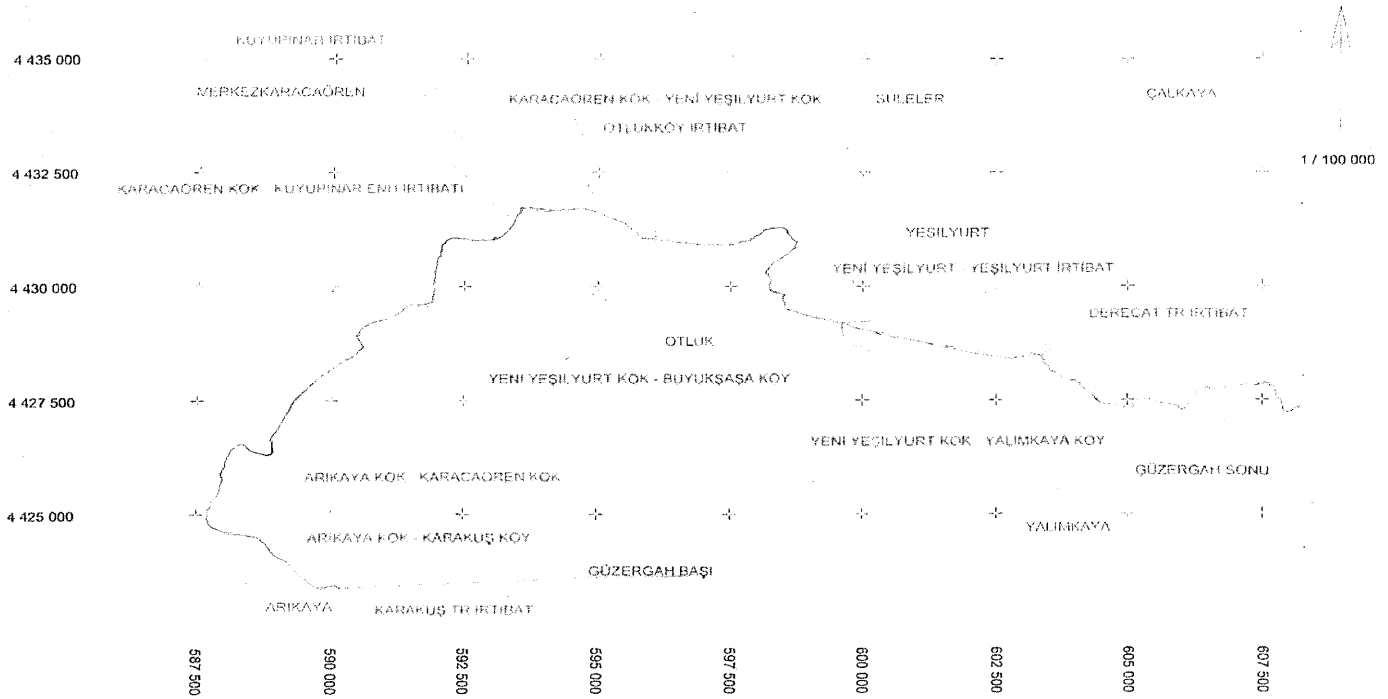 KUYUPINAR İRTİBAT
4 435 000
MERKEZKARACAÖREN
KARACAÖREN KÖK - YENİ YEŞİLYURT KÖK
SULELER
ÇALKAYA
OTLUKKÖY İRTİBAT
1 / 100 000
4 432 500
KARACAÖREN KÖK - KUYUPINAR ENH İRTİBATI
YEŞİLYURT
YENİ YEŞİLYURT - YEŞİLYURT İRTİBAT
4 430 000
DERECAT TR İRTİBAT
OTLUK
YENİ YEŞİLYURT KÖK - BÜYÜKŞAŞA KÖY
4 427 500
YENİ YEŞİLYURT KÖK - YALIMKAYA KÖY
GÜZERGAH SONU
ARIKAYA KÖK - KARACAÖREN KÖK
4 425 000
YALIMKAYA
ARIKAYA KÖK - KARAKUŞ KÖY
GÜZERGAH BAŞI
ARIKAYA
KARAKUŞ TR İRTİBAT
587 500
590 000
592 500
595 000
597 500
600 000
602 500
605 000
607 500